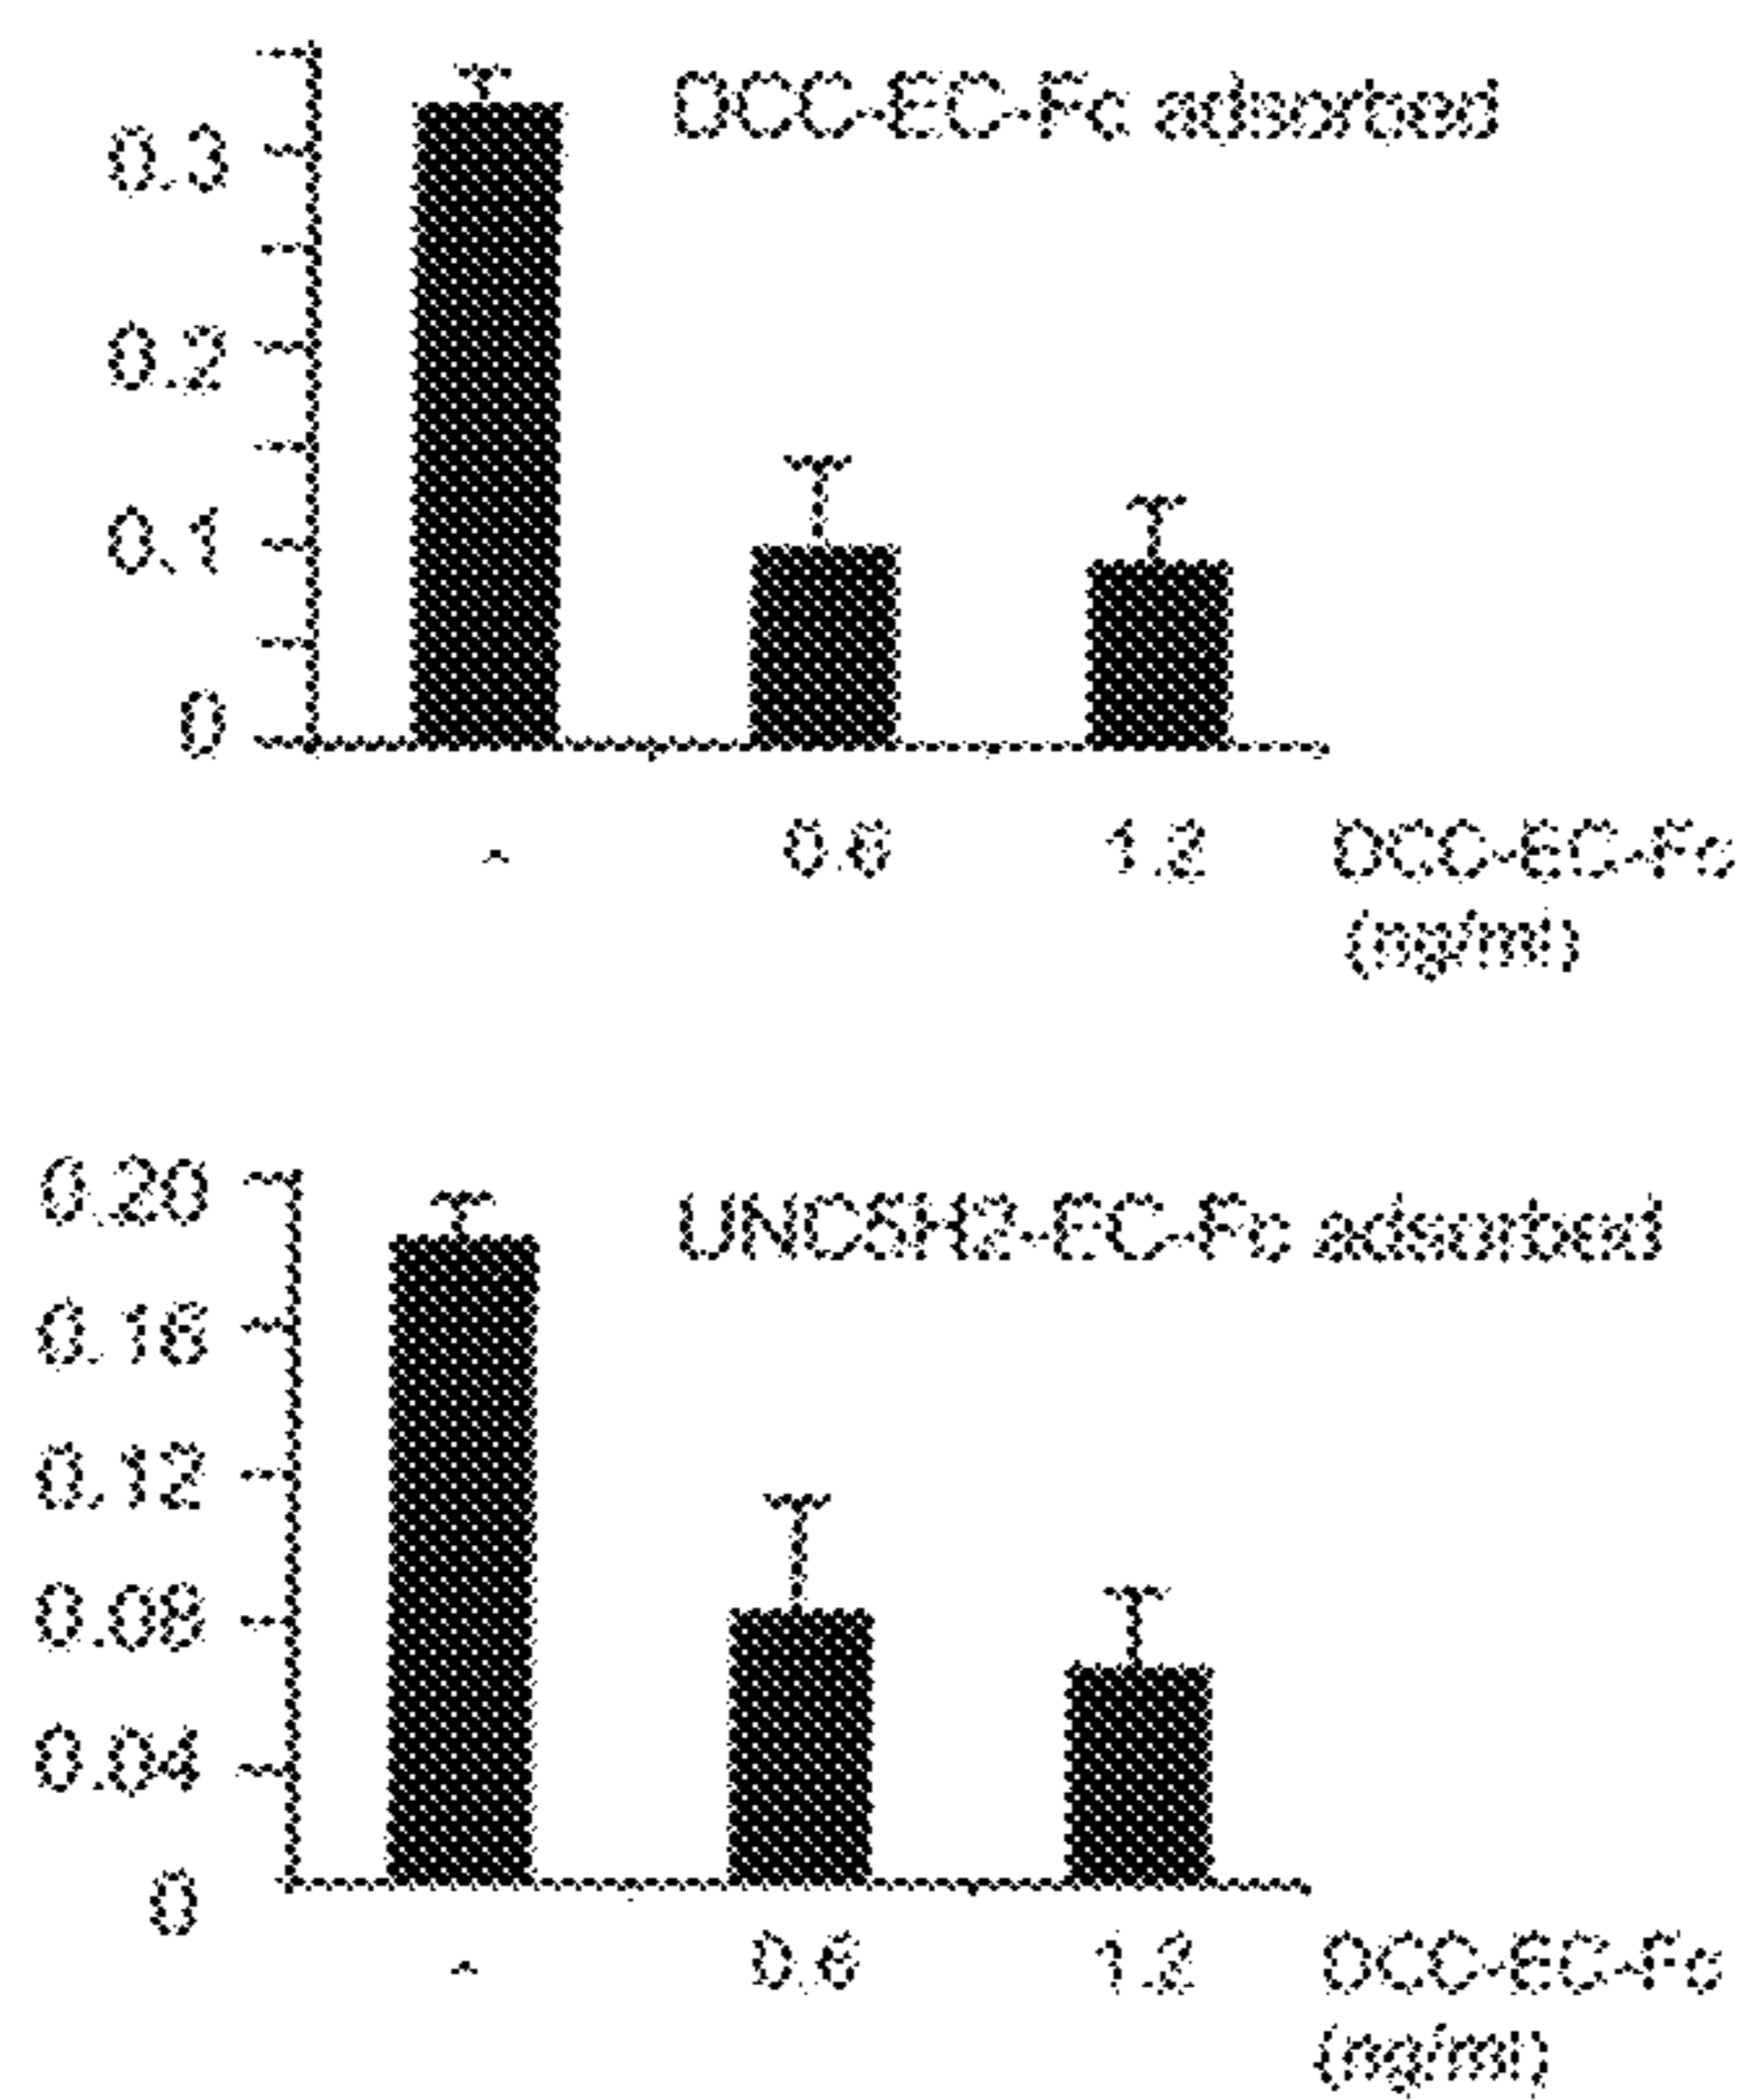 DCC-EC-Fc adsorbed
0.3
0.2
0.1
0
- 0.6 1.2 DCC-EC-Fc
(ng/ml)
UNC5H2-EC-Fc adsorbed
0.20
0.16
0.12
0.08
0.04
0
- 0.6 1.2 DCC-EC-Fc
(ng/ml)